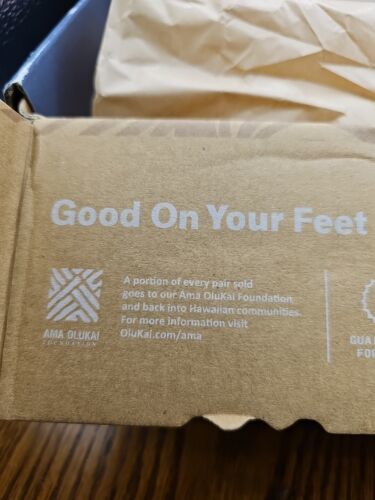 Good On Your Feet
A portion of every pair sold
goes to our Ama OluKai Foundation
and back into Hawaiian communities.
For more information visit
OluKai.com/ama
AMA OLUKAI
FOUNDATION